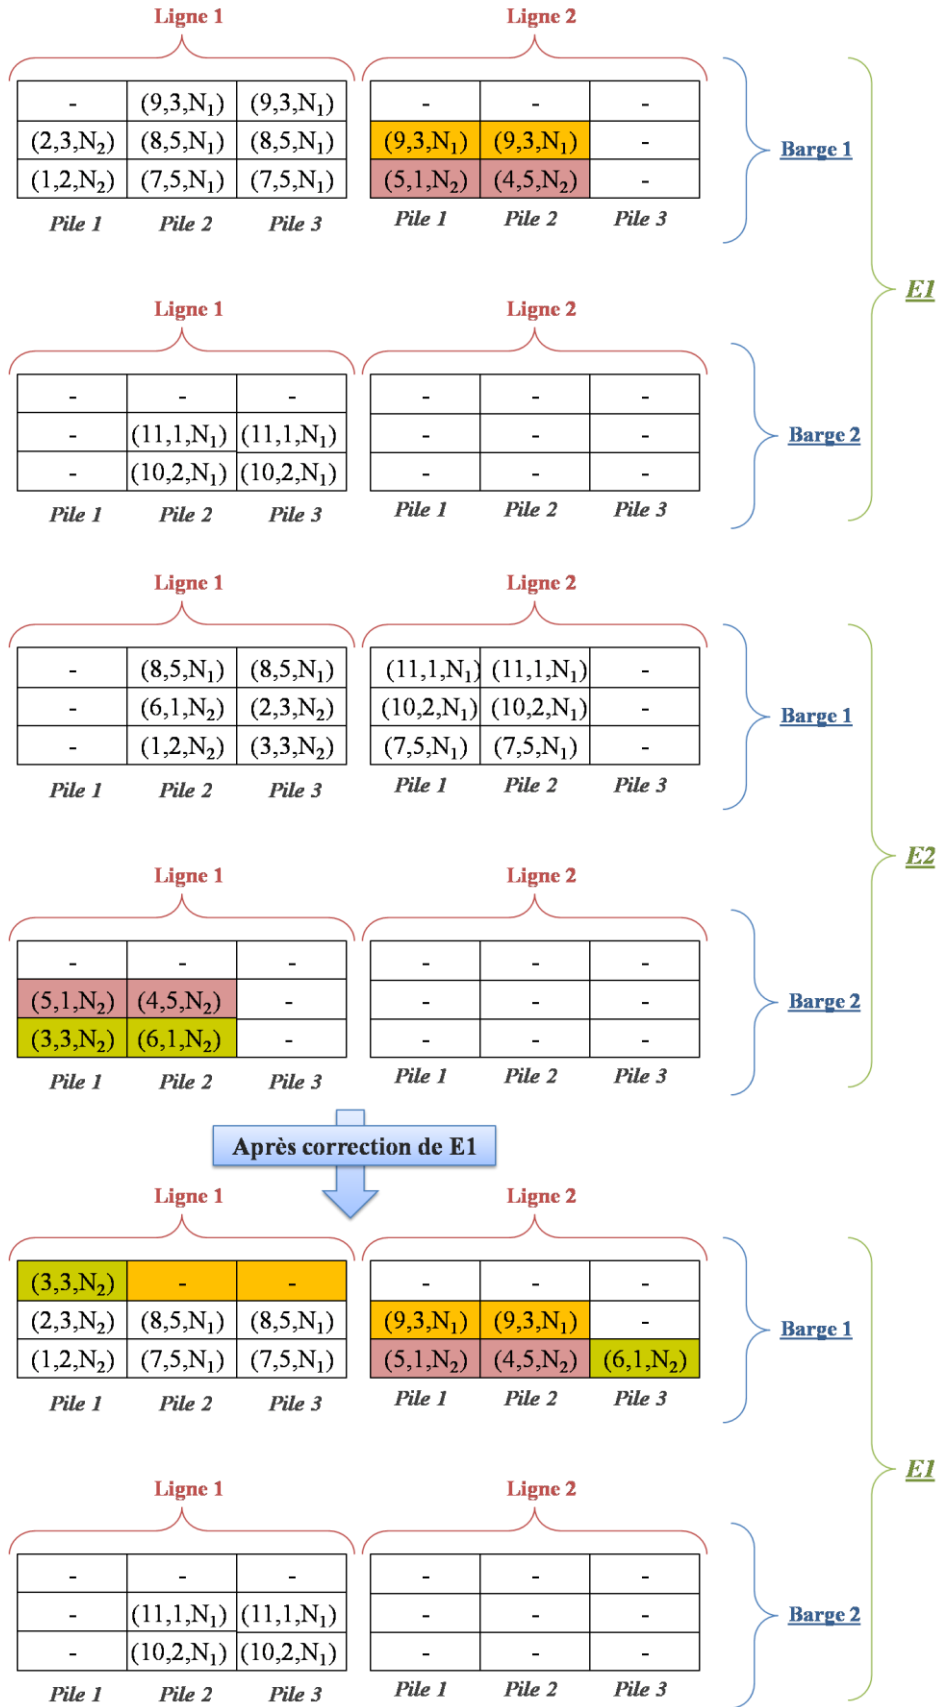 Ligne 1 Ligne 2
- (9,3,N₁) (9,3,N₁) - - -
(2,3,N₂) (8,5,N₁) (8,5,N₁) (9,3,N₁) (9,3,N₁) - Barge 1
(1,2,N₂) (7,5,N₁) (7,5,N₁) (5,1,N₂) (4,5,N₂) -
Pile 1 Pile 2 Pile 3 Pile 1 Pile 2 Pile 3
E1
Ligne 1 Ligne 2
- - - - - -
- (11,1,N₁) (11,1,N₁) - - - Barge 2
- (10,2,N₁) (10,2,N₁) - - -
Pile 1 Pile 2 Pile 3 Pile 1 Pile 2 Pile 3
Ligne 1 Ligne 2
- (8,5,N₁) (8,5,N₁) (11,1,N₁) (11,1,N₁) -
- (6,1,N₂) (2,3,N₂) (10,2,N₁) (10,2,N₁) - Barge 1
- (1,2,N₂) (3,3,N₂) (7,5,N₁) (7,5,N₁) -
Pile 1 Pile 2 Pile 3 Pile 1 Pile 2 Pile 3
E2
Ligne 1 Ligne 2
- - - - - -
(5,1,N₂) (4,5,N₂) - - - - Barge 2
(3,3,N₂) (6,1,N₂) - - - -
Pile 1 Pile 2 Pile 3 Pile 1 Pile 2 Pile 3
Après correction de E1
Ligne 1 Ligne 2
(3,3,N₂) - - - - -
(2,3,N₂) (8,5,N₁) (8,5,N₁) (9,3,N₁) (9,3,N₁) - Barge 1
(1,2,N₂) (7,5,N₁) (7,5,N₁) (5,1,N₂) (4,5,N₂) (6,1,N₂)
Pile 1 Pile 2 Pile 3 Pile 1 Pile 2 Pile 3
E1
Ligne 1 Ligne 2
- - - - - -
- (11,1,N₁) (11,1,N₁) - - - Barge 2
- (10,2,N₁) (10,2,N₁) - - -
Pile 1 Pile 2 Pile 3 Pile 1 Pile 2 Pile 3